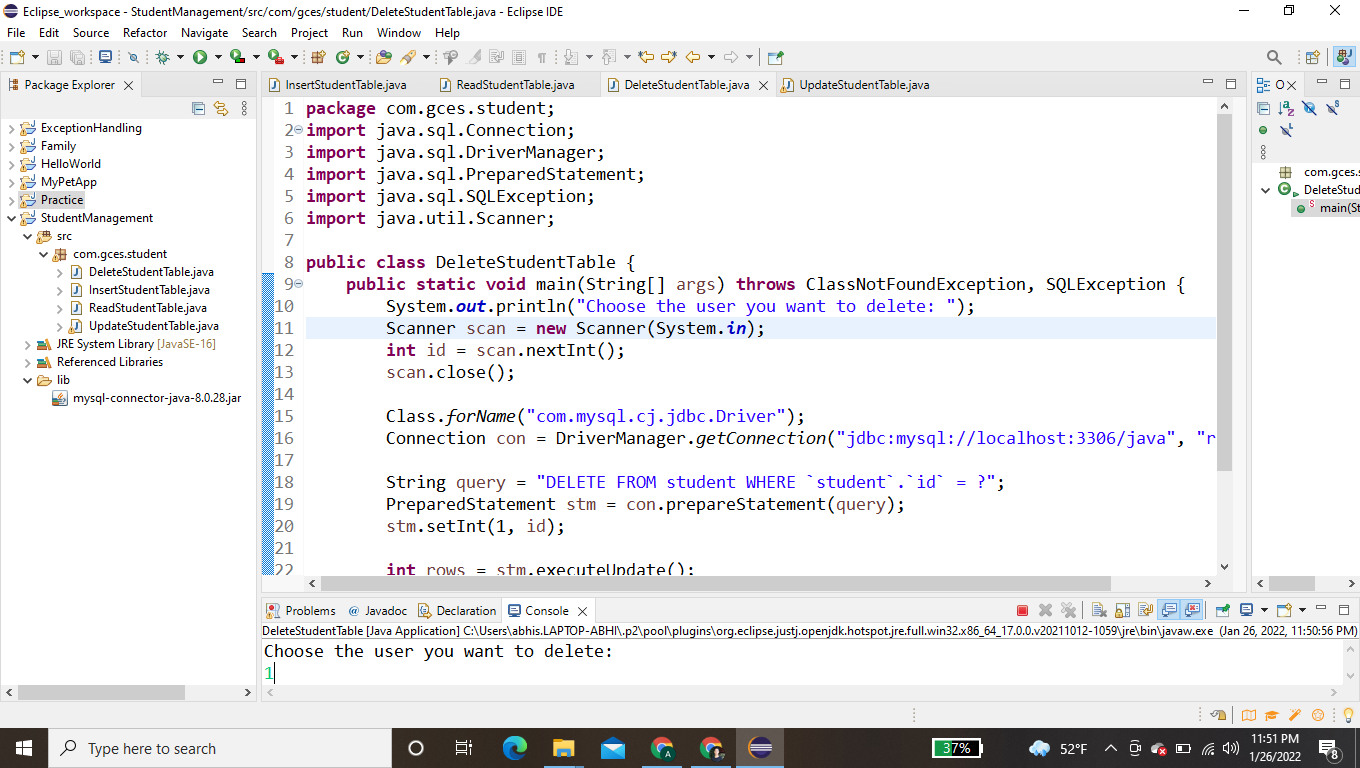 Eclipse_workspace - StudentManagement/src/com/gces/student/DeleteStudentTable.java - Eclipse IDE
File Edit Source Refactor Navigate Search Project Run Window Help
Package Explorer
ExceptionHandling
Family
HelloWorld
MyPetApp
Practice
StudentManagement
src
com.gces.student
DeleteStudentTable.java
InsertStudentTable.java
ReadStudentTable.java
UpdateStudentTable.java
JRE System Library [JavaSE-16]
Referenced Libraries
lib
mysql-connector-java-8.0.28.jar
InsertStudentTable.java ReadStudentTable.java DeleteStudentTable.java UpdateStudentTable.java
1 package com.gces.student;
2 import java.sql.Connection;
3 import java.sql.DriverManager;
4 import java.sql.PreparedStatement;
5 import java.sql.SQLException;
6 import java.util.Scanner;
7
8 public class DeleteStudentTable {
9 public static void main(String[] args) throws ClassNotFoundException, SQLException {
10 System.out.println("Choose the user you want to delete: ");
11 Scanner scan = new Scanner(System.in);
12 int id = scan.nextInt();
13 scan.close();
14
15 Class.forName("com.mysql.cj.jdbc.Driver");
16 Connection con = DriverManager.getConnection("jdbc:mysql://localhost:3306/java", "r
17
18 String query = "DELETE FROM student WHERE `student`.`id` = ?";
19 PreparedStatement stm = con.prepareStatement(query);
20 stm.setInt(1, id);
21
22 int rows = stm.executeUpdate();
O
com.gces.s
DeleteStud
main(St
Problems @ Javadoc Declaration Console
DeleteStudentTable [Java Application] C:\Users\abhis.LAPTOP-ABHI\.p2\pool\plugins\org.eclipse.justj.openjdk.hotspot.jre.full.win32.x86_64_17.0.0.v20211012-1059\jre\bin\javaw.exe (Jan 26, 2022, 11:50:56 PM)
Choose the user you want to delete:
1
Type here to search
37%
52°F
11:51 PM
1/26/2022
8